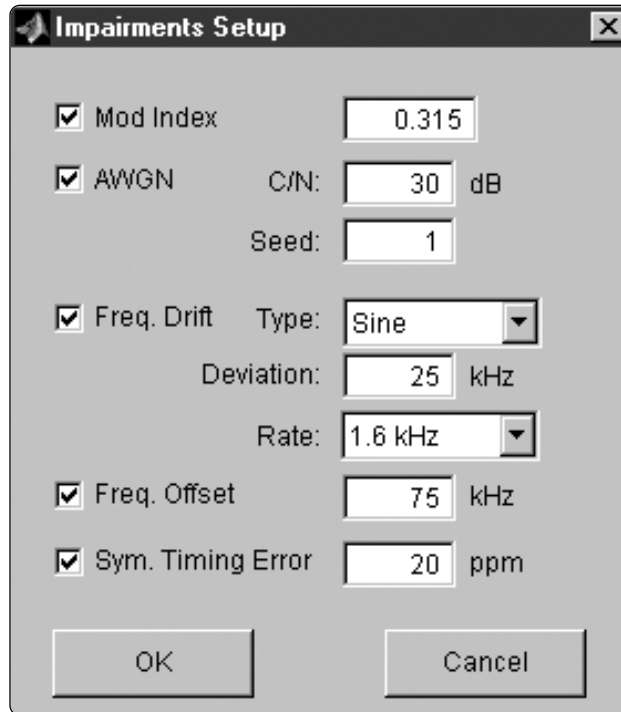 Impairments Setup
Mod Index 0.315
AWGN C/N: 30 dB
Seed: 1
Freq. Drift Type: Sine
Deviation: 25 kHz
Rate: 1.6 kHz
Freq. Offset 75 kHz
Sym. Timing Error 20 ppm
OK Cancel